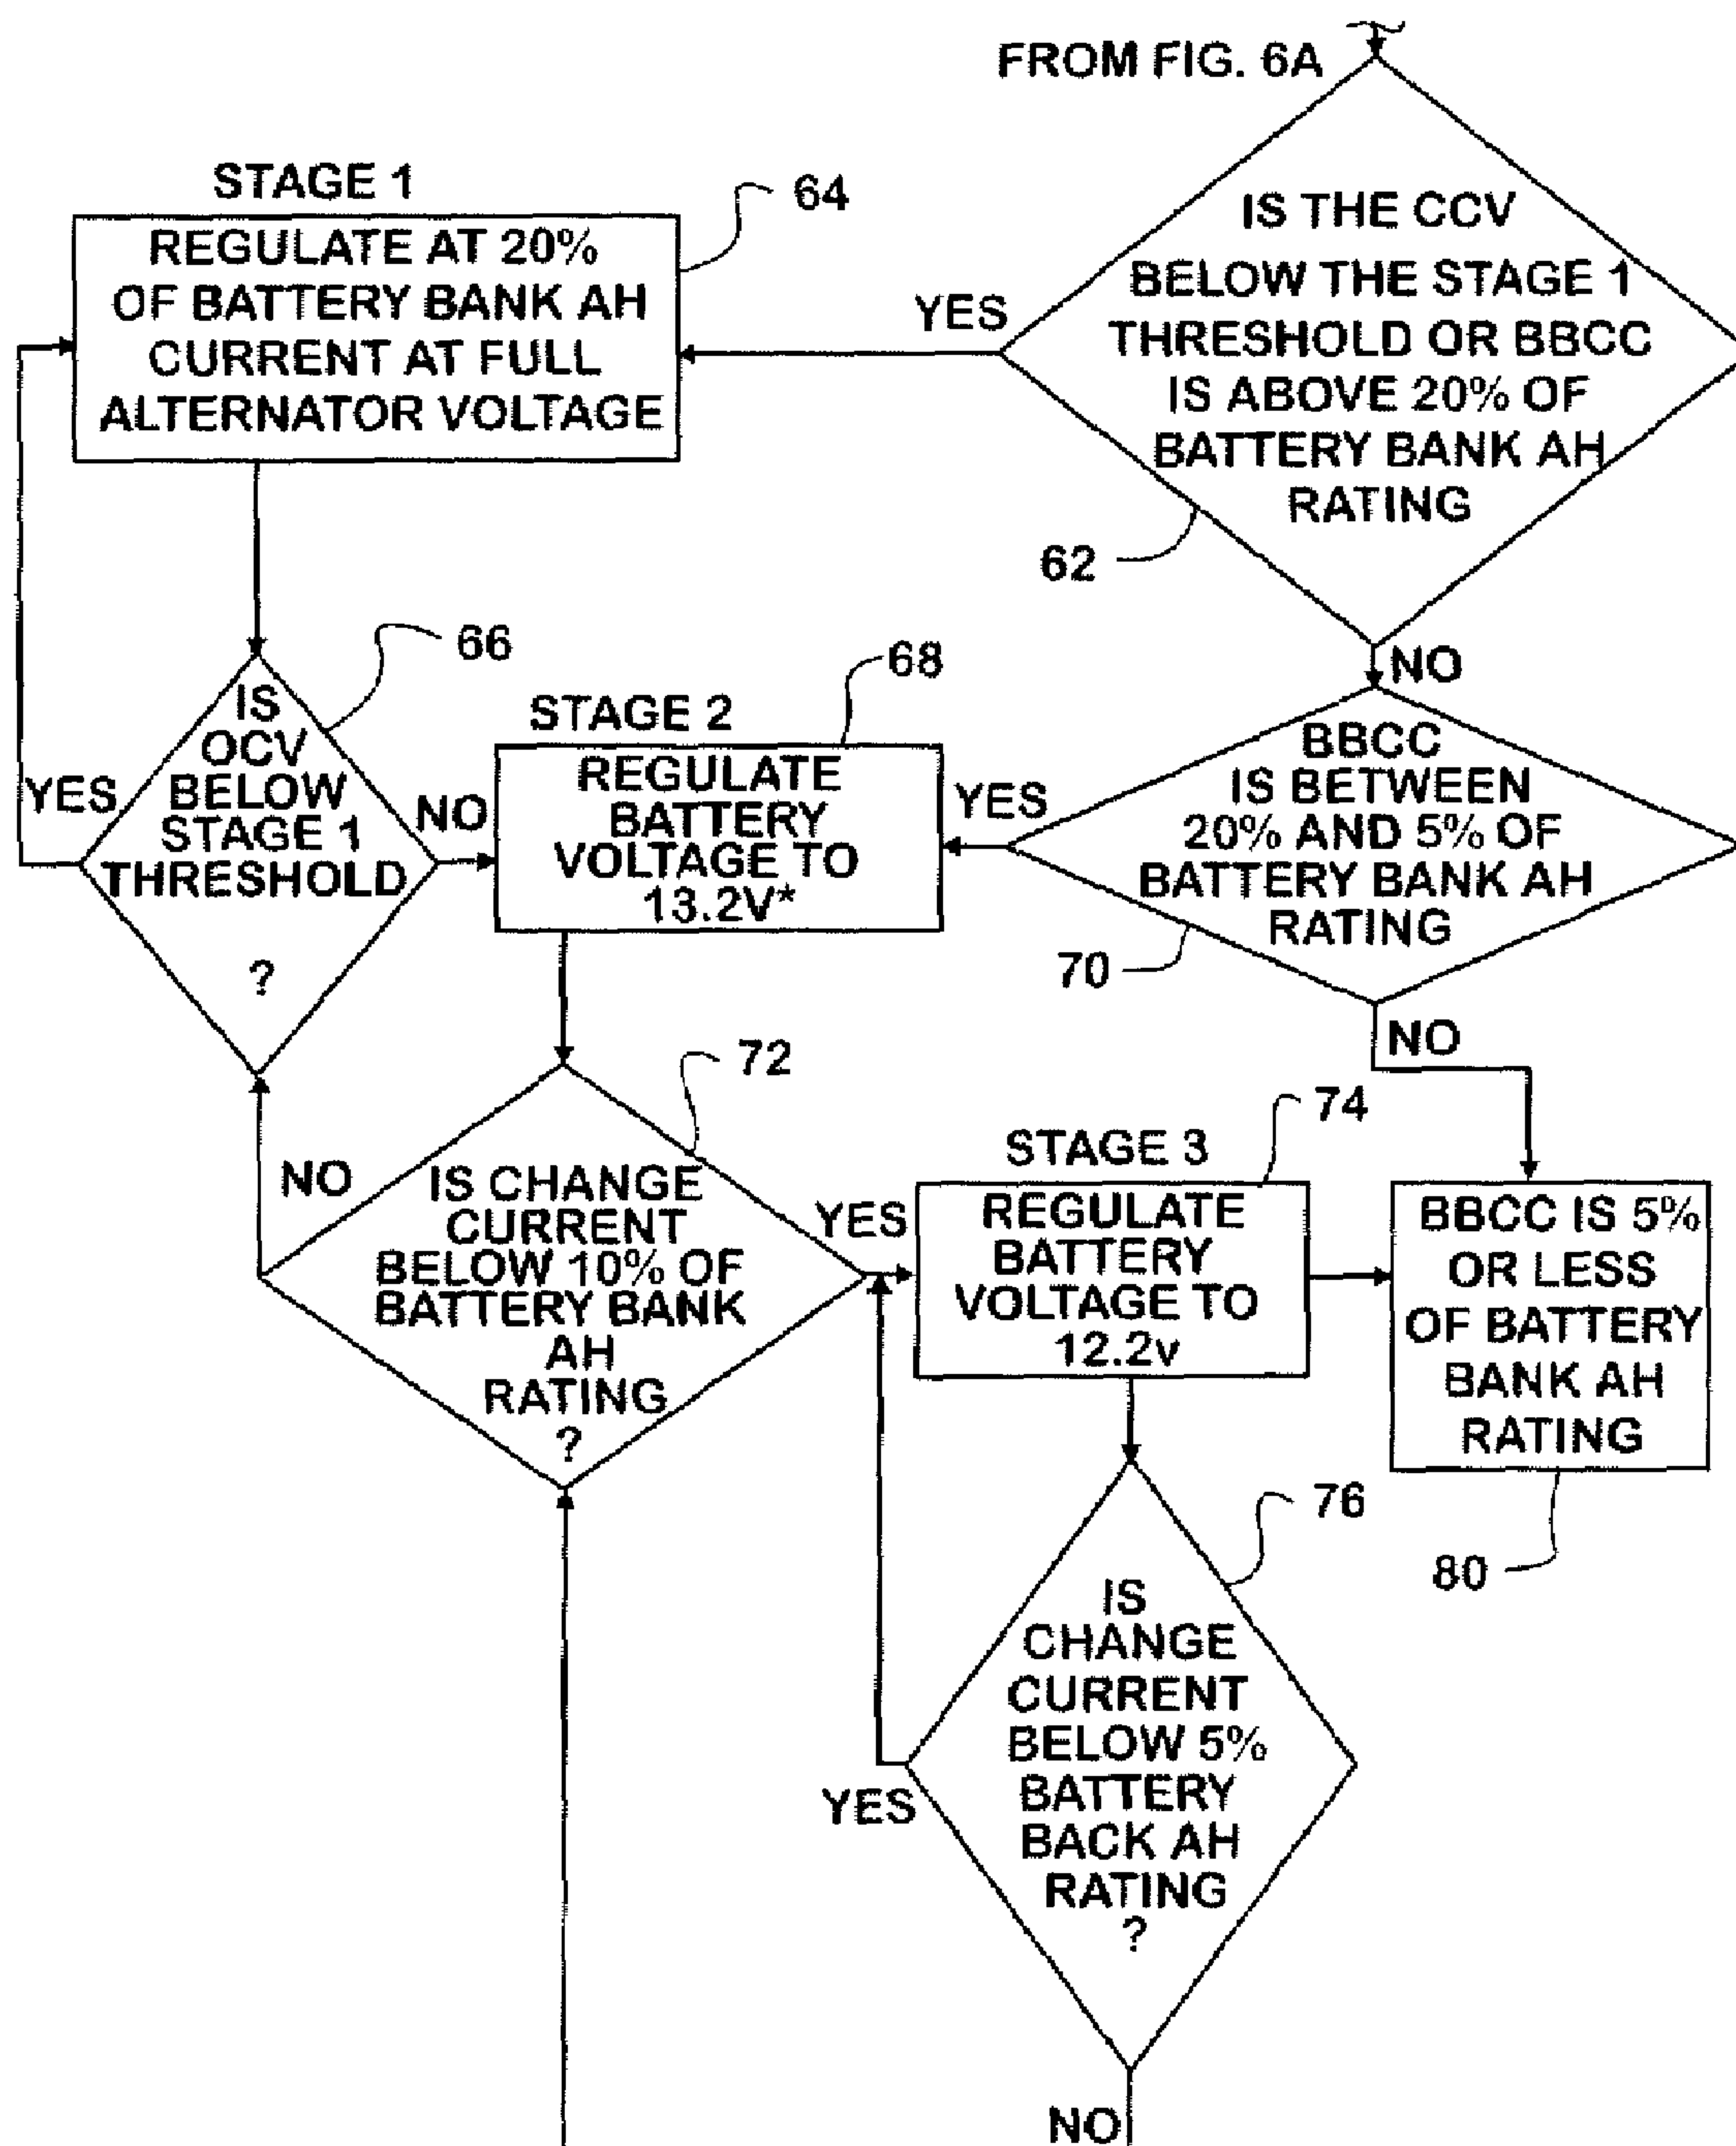 FROM FIG. 6A
IS THE CCV
BELOW THE STAGE 1
THRESHOLD OR BBCC
IS ABOVE 20% OF
BATTERY BANK AH
RATING
62
YES
NO
STAGE 1
64
REGULATE AT 20%
OF BATTERY BANK AH
CURRENT AT FULL
ALTERNATOR VOLTAGE
66
IS
OCV
BELOW
STAGE 1
THRESHOLD
?
YES
NO
STAGE 2
68
REGULATE
BATTERY
VOLTAGE TO
13.2V*
YES
BBCC
IS BETWEEN
20% AND 5% OF
BATTERY BANK AH
RATING
70
NO
72
IS CHANGE
CURRENT
BELOW 10% OF
BATTERY BANK
AH
RATING
?
NO
YES
STAGE 3
74
REGULATE
BATTERY
VOLTAGE TO
12.2v
BBCC IS 5%
OR LESS
OF BATTERY
BANK AH
RATING
80
76
IS
CHANGE
CURRENT
BELOW 5%
BATTERY
BACK AH
RATING
?
YES
NO